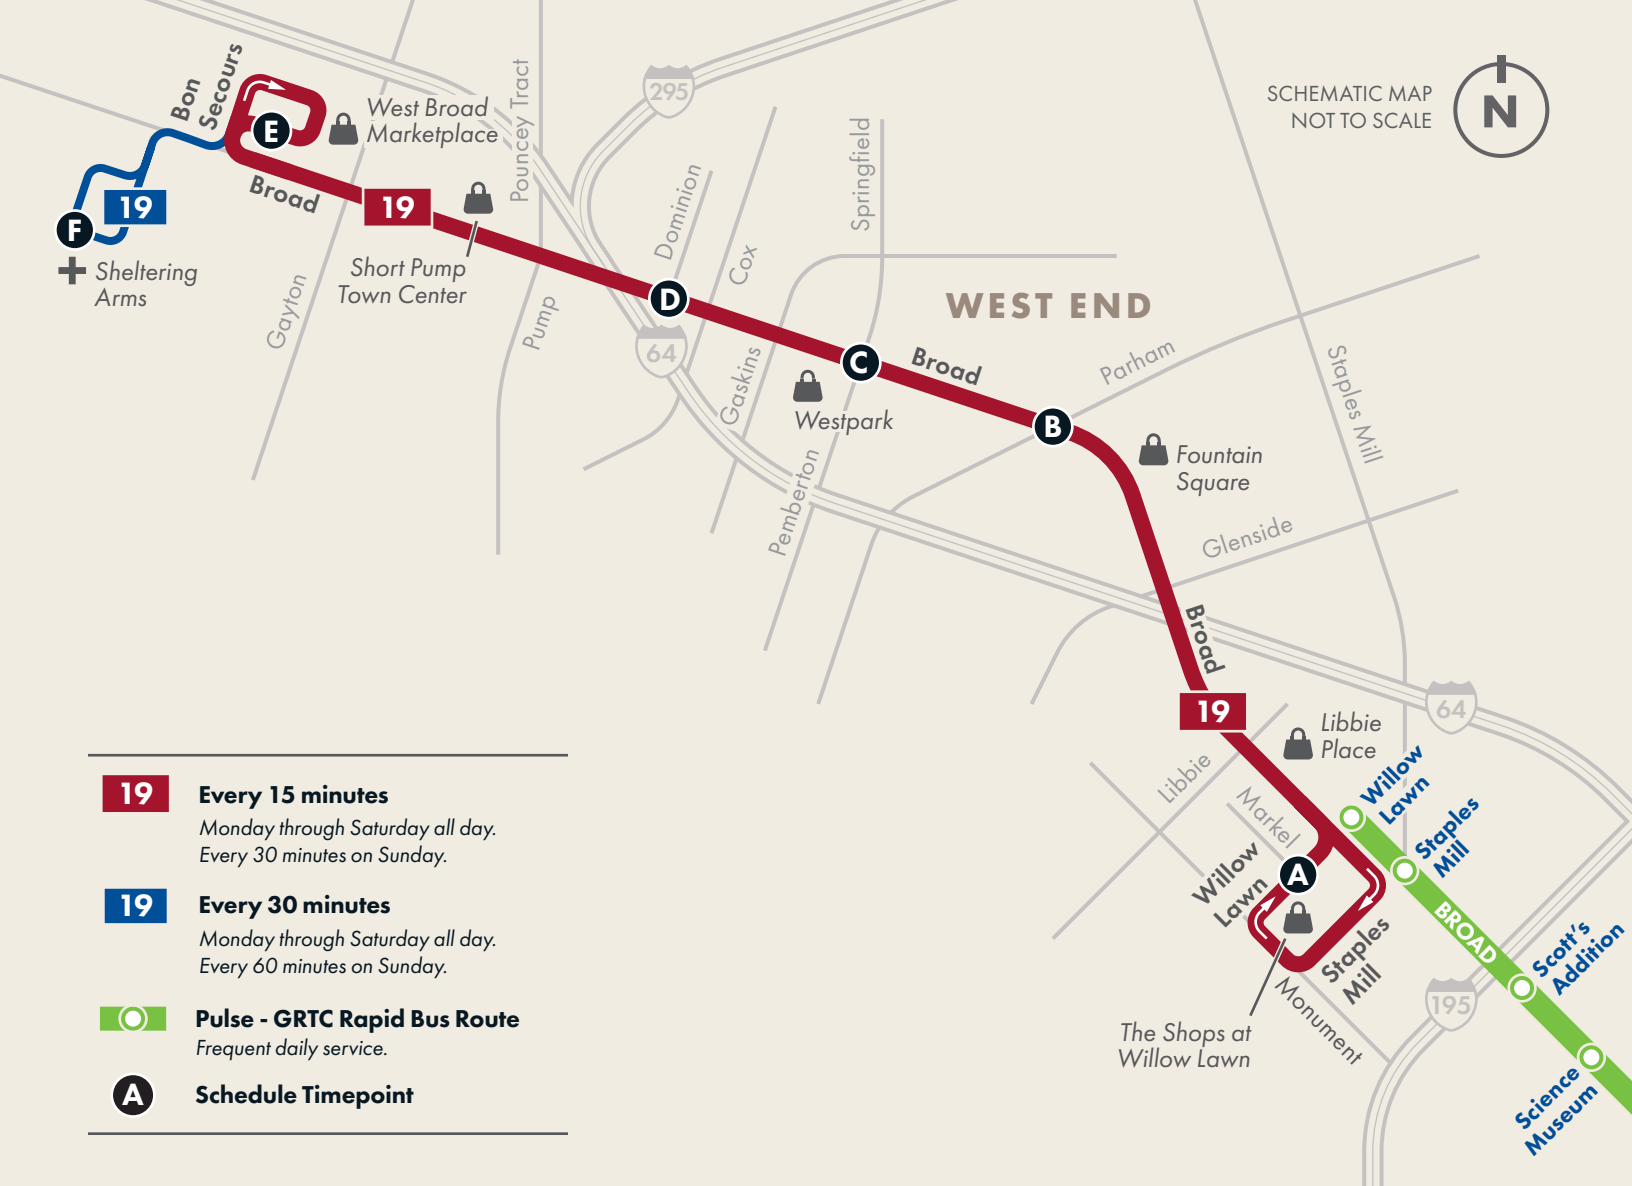 SCHEMATIC MAP
NOT TO SCALE
N
Bon
Secours
E
West Broad
Marketplace
Pouncey Tract
295
19
F
Sheltering
Arms
Broad
19
Short Pump
Town Center
Gayton
Pump
Dominion
Cox
Springfield
D
64
Gaskins
C
Westpark
Broad
WEST END
Parham
Staples Mill
B
Fountain
Square
Pemberton
Glenside
Broad
19
Libbie
Place
64
Libbie
Markel
Willow
Lawn
Staples
Mill
A
Willow
Lawn
Staples
Mill
BROAD
Scott's
Addition
195
Monument
The Shops at
Willow Lawn
Science
Museum
19
Every 15 minutes
Monday through Saturday all day.
Every 30 minutes on Sunday.
19
Every 30 minutes
Monday through Saturday all day.
Every 60 minutes on Sunday.
Pulse - GRTC Rapid Bus Route
Frequent daily service.
A
Schedule Timepoint